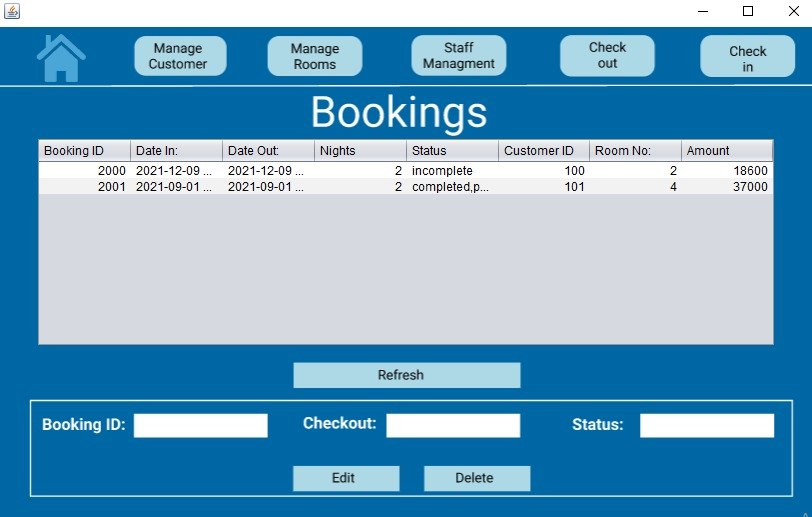 Manage
Customer
Manage
Rooms
Staff
Managment
Check
out
Check
in
Bookings
Booking ID Date In: Date Out: Nights Status Customer ID Room No: Amount
2000 2021-12-09 ... 2021-12-09 ... 2 incomplete 100 2 18600
2001 2021-09-01 ... 2021-09-01 ... 2 completed,p... 101 4 37000
Refresh
Booking ID: Checkout: Status:
Edit Delete